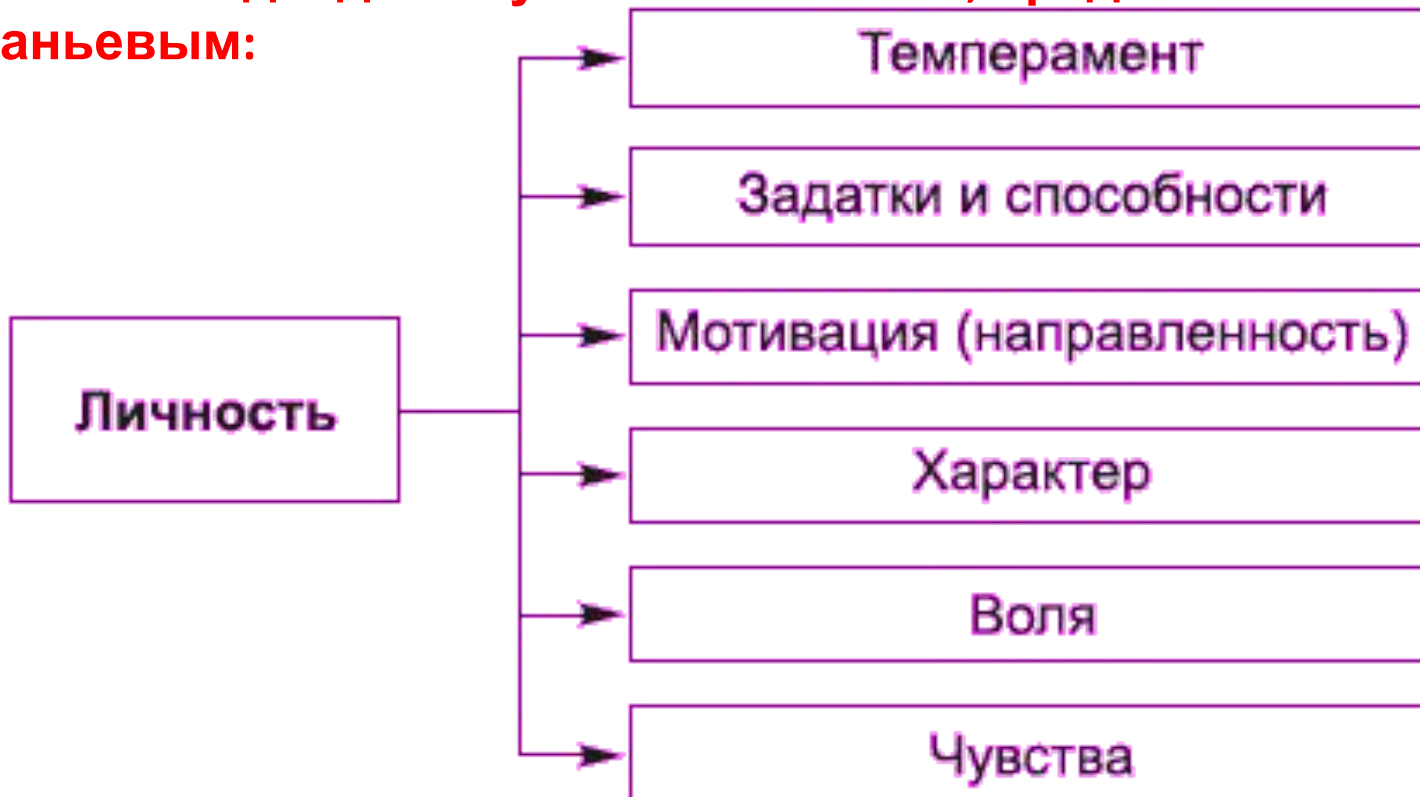 аньевым:
Темперамент
Задатки и способности
Мотивация (направленность)
Личность
Характер
Воля
Чувства